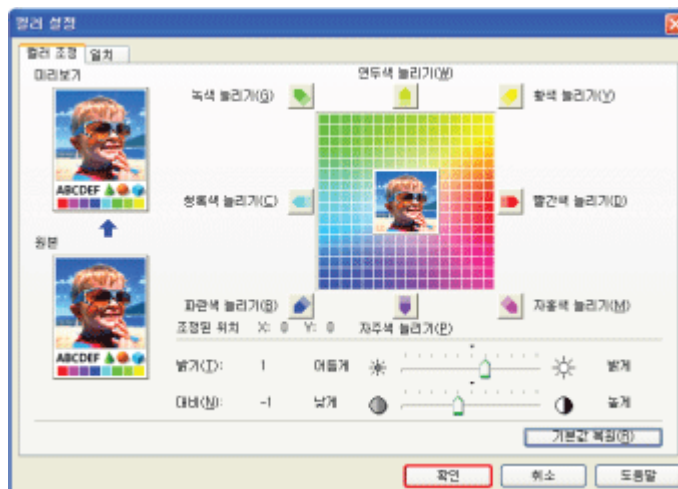 컬러 설정
컬러 조정 일치
미리보기
연두색 늘리기(W)
녹색 늘리기(G)
황색 늘리기(Y)
ABCDEF
청록색 늘리기(C)
빨간색 늘리기(D)
원본
파란색 늘리기(B)
자홍색 늘리기(M)
조정된 위치 X: 0 Y: 0 자주색 늘리기(P)
ABCDEF
밝기(T): 1 어둡게 밝게
대비(N): -1 낮게 높게
기본값 복원(R)
확인 취소 도움말